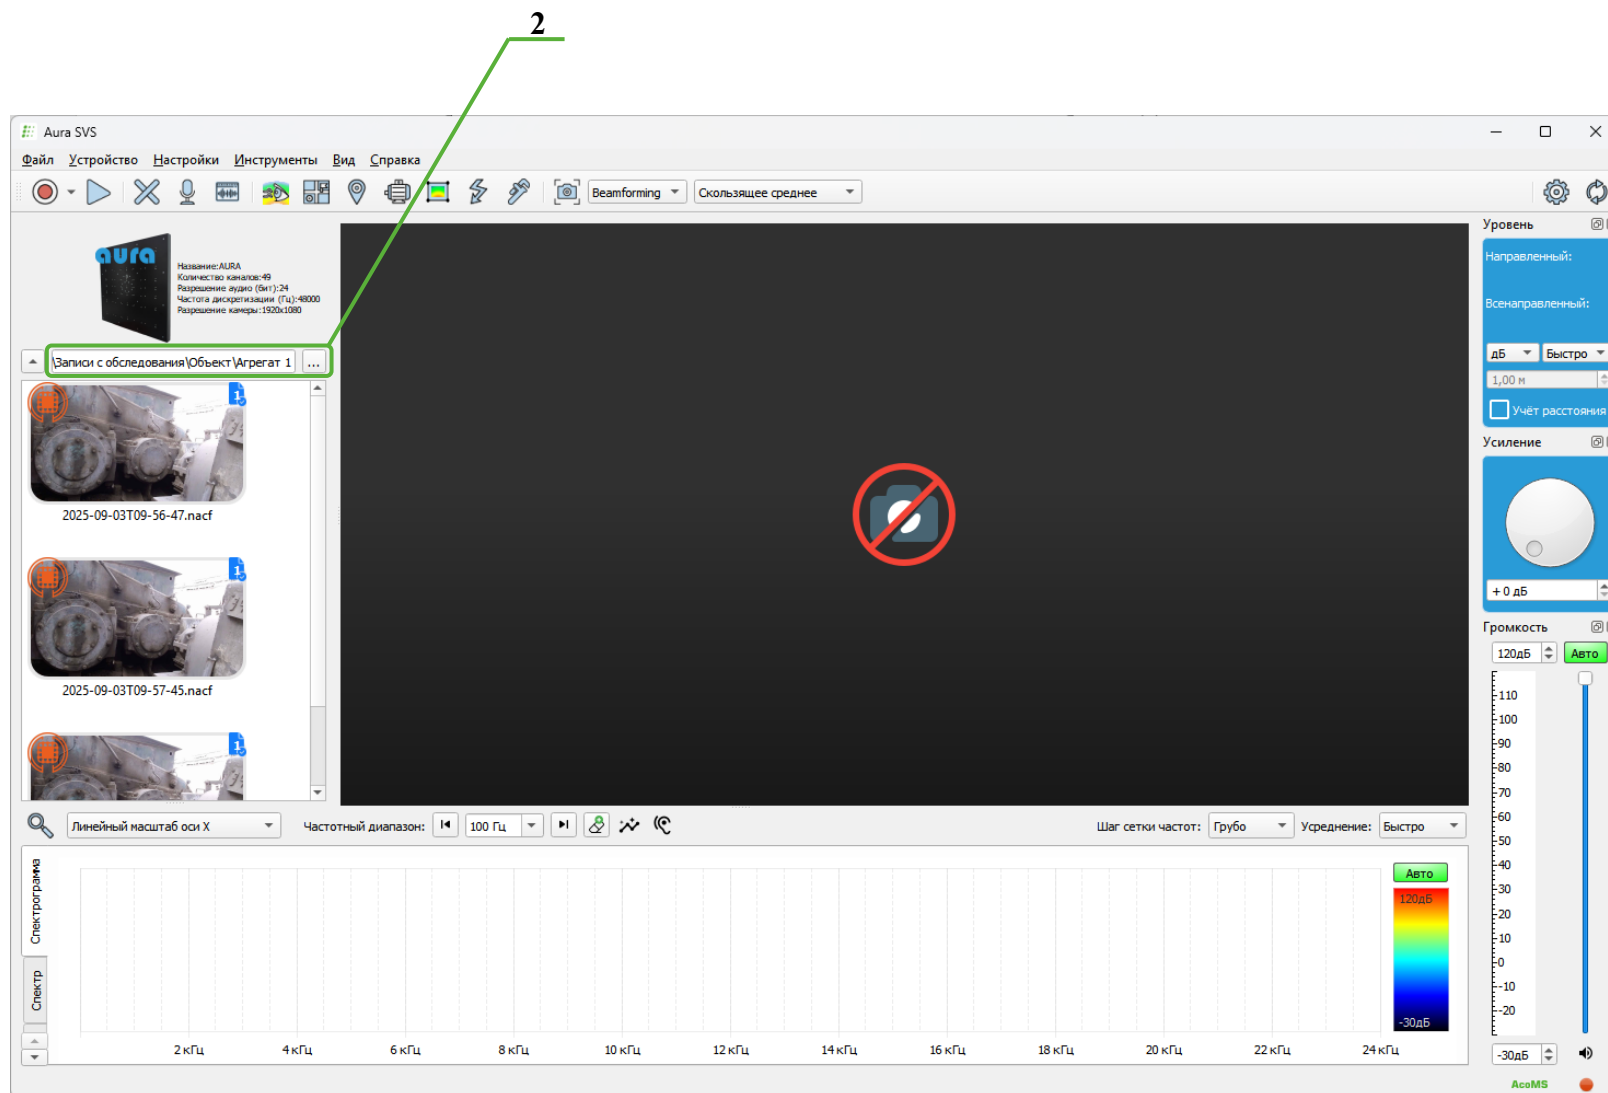 2
Aura SVS
Файл Устройство Настройки Инструменты Вид Справка
Beamforming Скользящее среднее
aura
Название:AURA
Количество каналов:49
Разрешение аудио (бит):24
Частота дискретизации (Гц):48000
Разрешение камеры:1920x1080
\Записи с обследования\Объект\Агрегат 1 ...
1
2025-09-03T09-56-47.nacf
1
2025-09-03T09-57-45.nacf
1
Уровень
Направленный:
Всенаправленный:
дБ Быстро
1,00 м
Учёт расстояния
Усиление
+ 0 дБ
Громкость
120дБ Авто
110
100
90
80
70
60
50
40
30
20
10
0
-10
-20
-30дБ
Линейный масштаб оси X Частотный диапазон: 100 Гц Шаг сетки частот: Грубо Усреднение: Быстро
Спектрограмма
Спектр
Авто
120дБ
-30дБ
2 кГц 4 кГц 6 кГц 8 кГц 10 кГц 12 кГц 14 кГц 16 кГц 18 кГц 20 кГц 22 кГц 24 кГц
AcoMS